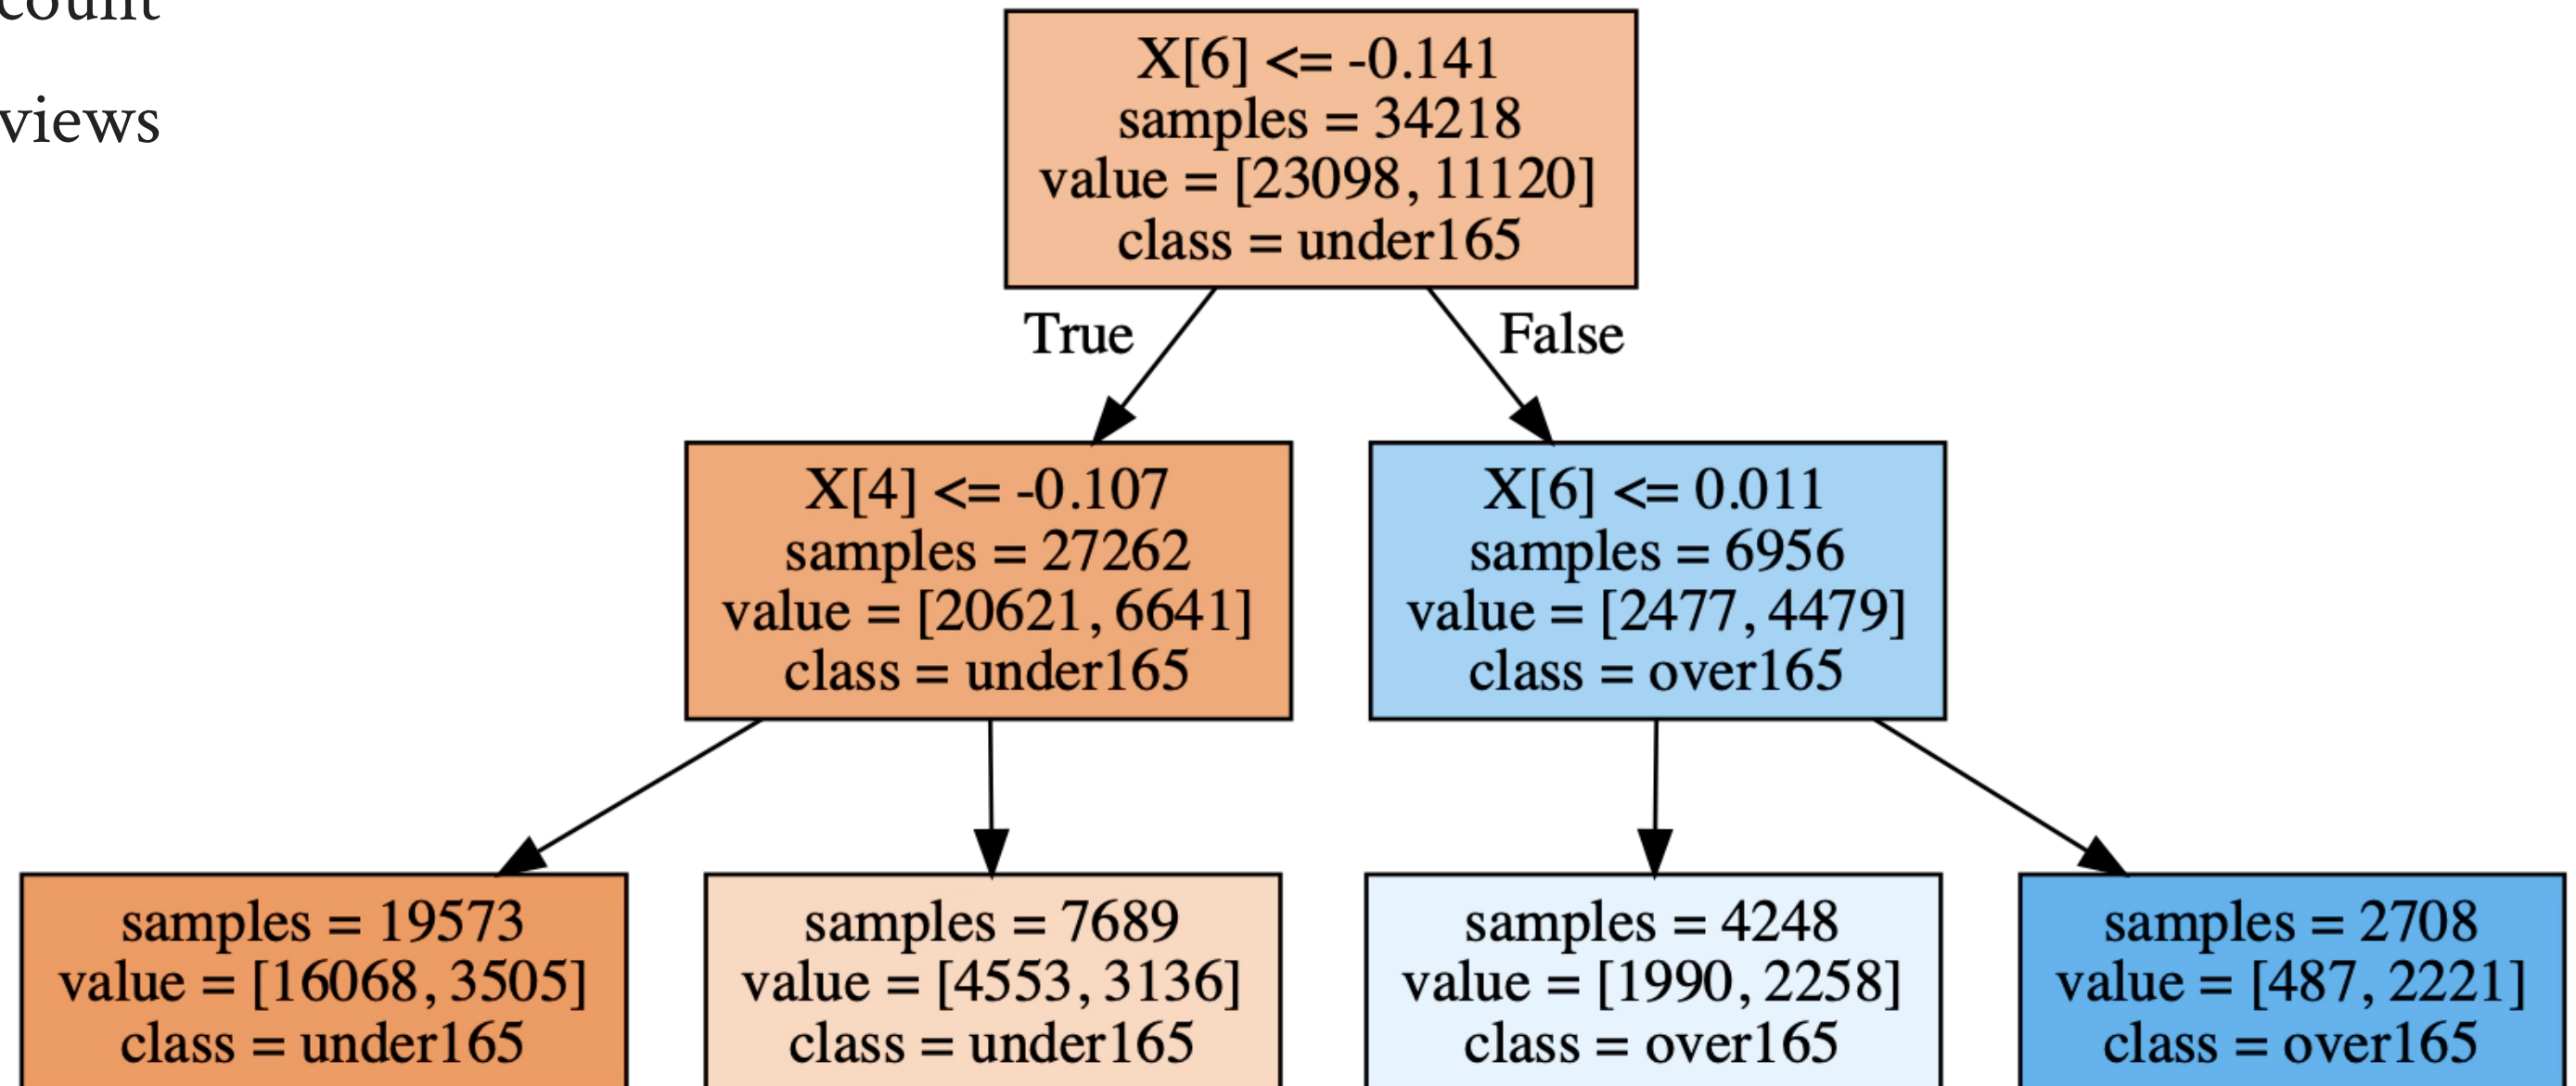 count
views
X[6] <= -0.141
samples = 34218
value = [23098, 11120]
class = under165
True
False
X[4] <= -0.107
samples = 27262
value = [20621, 6641]
class = under165
X[6] <= 0.011
samples = 6956
value = [2477, 4479]
class = over165
samples = 19573
value = [16068, 3505]
class = under165
samples = 7689
value = [4553, 3136]
class = under165
samples = 4248
value = [1990, 2258]
class = over165
samples = 2708
value = [487, 2221]
class = over165